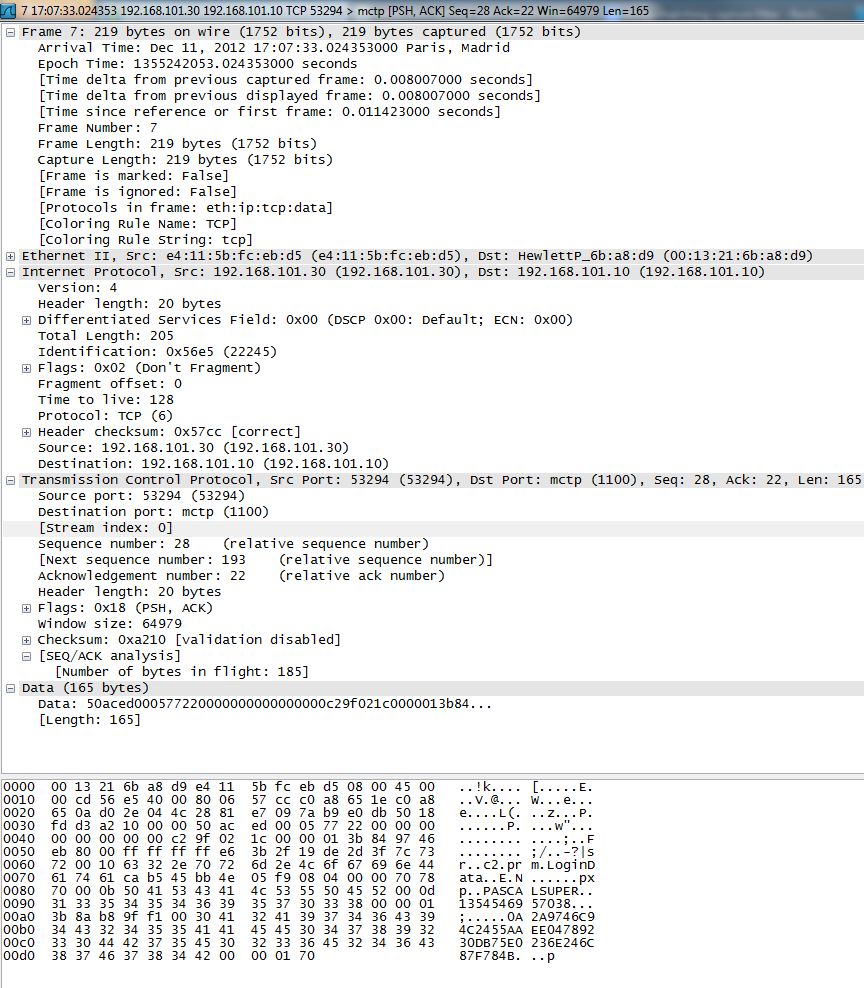 7 17:07:33.024353 192.168.101.30 192.168.101.10 TCP 53294 > mctp [PSH, ACK] Seq=28 Ack=22 Win=64979 Len=165
Frame 7: 219 bytes on wire (1752 bits), 219 bytes captured (1752 bits)
Arrival Time: Dec 11, 2012 17:07:33.024353000 Paris, Madrid
Epoch Time: 1355242053.024353000 seconds
[Time delta from previous captured frame: 0.008007000 seconds]
[Time delta from previous displayed frame: 0.008007000 seconds]
[Time since reference or first frame: 0.011423000 seconds]
Frame Number: 7
Frame Length: 219 bytes (1752 bits)
Capture Length: 219 bytes (1752 bits)
[Frame is marked: False]
[Frame is ignored: False]
[Protocols in frame: eth:ip:tcp:data]
[Coloring Rule Name: TCP]
[Coloring Rule String: tcp]
Ethernet II, Src: e4:11:5b:fc:eb:d5 (e4:11:5b:fc:eb:d5), Dst: HewlettP_6b:a8:d9 (00:13:21:6b:a8:d9)
Internet Protocol, Src: 192.168.101.30 (192.168.101.30), Dst: 192.168.101.10 (192.168.101.10)
Version: 4
Header length: 20 bytes
Differentiated Services Field: 0x00 (DSCP 0x00: Default; ECN: 0x00)
Total Length: 205
Identification: 0x56e5 (22245)
Flags: 0x02 (Don't Fragment)
Fragment offset: 0
Time to live: 128
Protocol: TCP (6)
Header checksum: 0x57cc [correct]
Source: 192.168.101.30 (192.168.101.30)
Destination: 192.168.101.10 (192.168.101.10)
Transmission Control Protocol, Src Port: 53294 (53294), Dst Port: mctp (1100), Seq: 28, Ack: 22, Len: 165
Source port: 53294 (53294)
Destination port: mctp (1100)
[Stream index: 0]
Sequence number: 28 (relative sequence number)
[Next sequence number: 193 (relative sequence number)]
Acknowledgement number: 22 (relative ack number)
Header length: 20 bytes
Flags: 0x18 (PSH, ACK)
Window size: 64979
Checksum: 0xa210 [validation disabled]
[SEQ/ACK analysis]
[Number of bytes in flight: 185]
Data (165 bytes)
Data: 50aced00057722000000000000000c29f021c0000013b84...
[Length: 165]
0000 00 13 21 6b a8 d9 e4 11 5b fc eb d5 08 00 45 00 ..!k.... [.....E.
0010 00 cd 56 e5 40 00 80 06 57 cc c0 a8 65 1e c0 a8 ..V.@... W...e...
0020 65 0a d0 2e 04 4c 28 81 e7 09 7a b9 e0 db 50 18 e....L(. ..z...P.
0030 fd d3 a2 10 00 00 50 ac ed 00 05 77 22 00 00 00 ......P. ...w"...
0040 00 00 00 00 00 c2 9f 02 1c 00 00 01 3b 84 97 46 ........ ....;..F
0050 eb 80 00 ff ff ff ff e6 3b 2f 19 de 2d 3f 7c 73 ........ ;/..-?|s
0060 72 00 10 63 32 2e 70 72 6d 2e 4c 6f 67 69 6e 44 r..c2.pr m.LoginD
0070 61 74 61 ca b5 45 bb 4e 05 f9 08 04 00 00 70 78 ata..E.N ......px
0080 70 00 0b 50 41 53 43 41 4c 53 55 50 45 52 00 0d p..PASCA LSUPER..
0090 31 33 35 34 35 34 36 39 35 37 30 33 38 00 00 01 13545469 57038...
00a0 3b 8a b8 9f f1 00 30 41 32 41 39 37 34 36 43 39 ;.....0A 2A9746C9
00b0 34 43 32 34 35 35 41 41 45 45 30 34 37 38 39 32 4C2455AA EE047892
00c0 33 30 44 42 37 35 45 30 32 33 36 45 32 34 36 43 30DB75E0 236E246C
00d0 38 37 46 37 38 34 42 00 00 01 70 87F784B. ..p